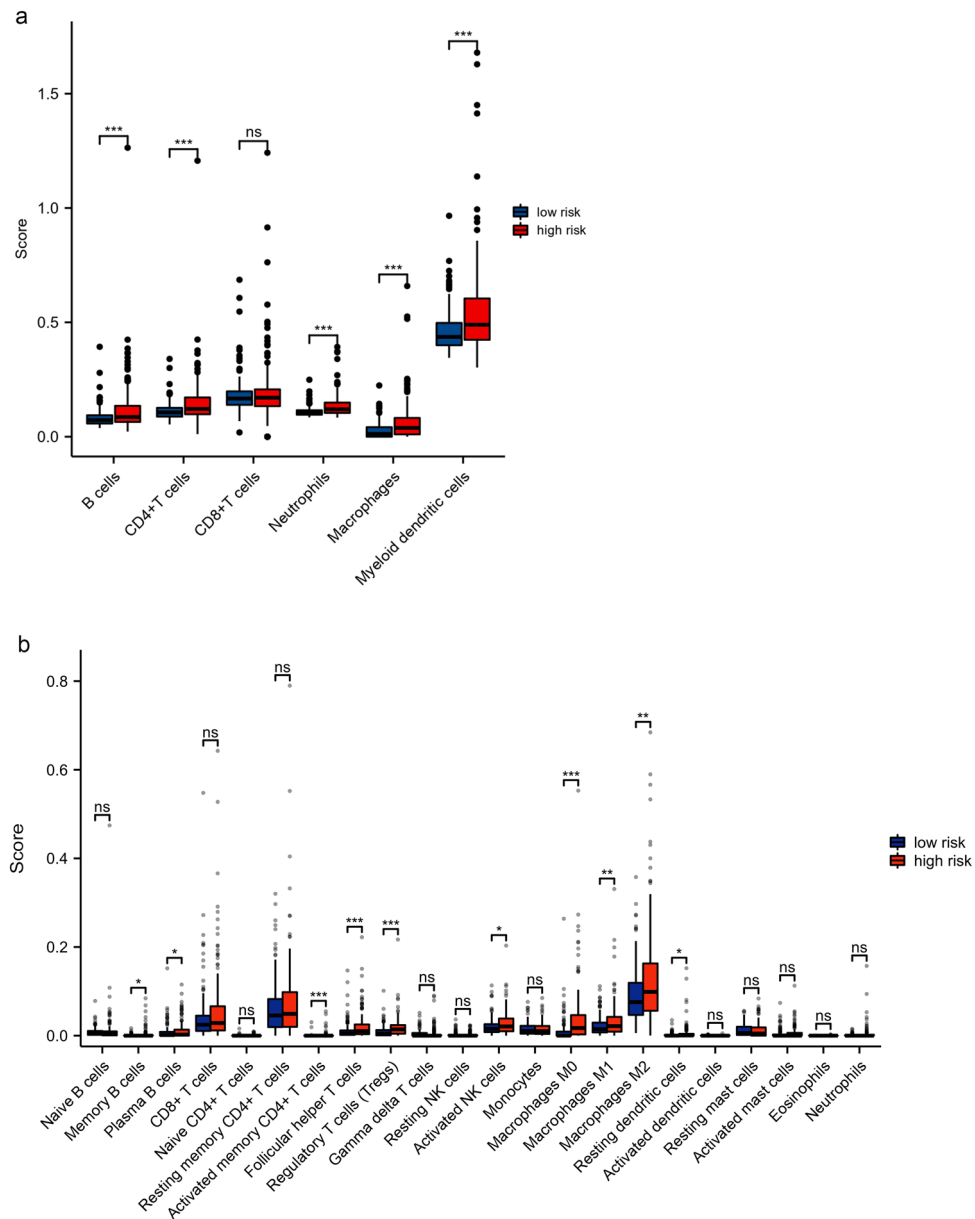 a
***
***
ns
***
***
***
1.5
1.0
0.5
0.0
Score
low risk
high risk
B cells
CD4+T cells
CD8+T cells
Neutrophils
Macrophages
Myeloid dendritic cells
b
ns
*
*
ns
ns
ns
***
***
***
ns
ns
*
ns
***
**
**
*
ns
ns
ns
ns
ns
0.8
0.6
0.4
0.2
0.0
Score
low risk
high risk
Naive B cells
Memory B cells
Plasma B cells
CD8+ T cells
Naive CD4+ T cells
Resting memory CD4+ T cells
Activated memory CD4+ T cells
Follicular helper T cells
Regulatory T cells (Tregs)
Gamma delta T cells
Resting NK cells
Activated NK cells
Monocytes
Macrophages M0
Macrophages M1
Macrophages M2
Resting dendritic cells
Activated dendritic cells
Resting mast cells
Activated mast cells
Eosinophils
Neutrophils